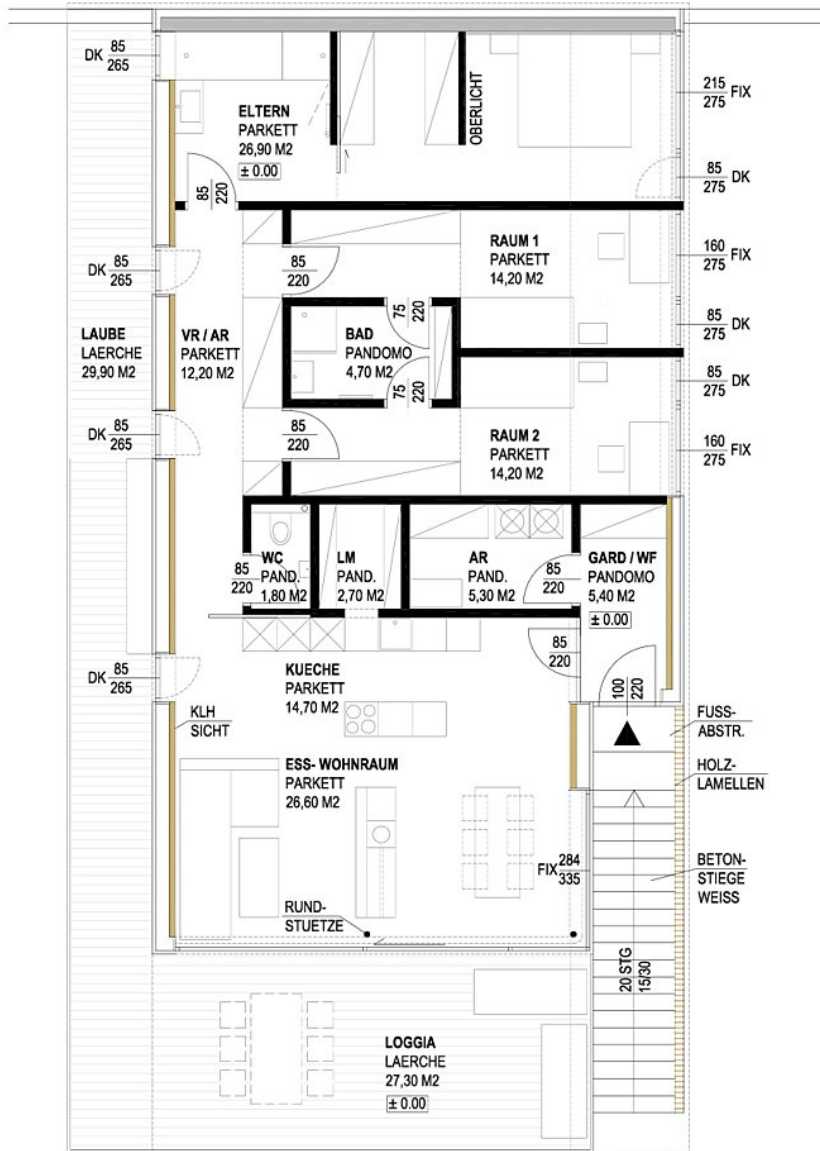 DK 85
265
ELTERN
PARKETT
26,90 M2
± 0.00
OBERLICHT
215
275 FIX
85
275 DK
85
220
DK 85
265
85
220
RAUM 1
PARKETT
14,20 M2
160
275 FIX
85
275 DK
LAUBE
LAERCHE
29,90 M2
VR / AR
PARKETT
12,20 M2
BAD
PANDOMO
4,70 M2
75
220
75
220
85
275 DK
DK 85
265
85
220
RAUM 2
PARKETT
14,20 M2
160
275 FIX
WC
PAND.
1,80 M2
85
220
LM
PAND.
2,70 M2
AR
PAND.
5,30 M2
85
220
GARD / WF
PANDOMO
5,40 M2
± 0.00
85
220
100
220
DK 85
265
KUECHE
PARKETT
14,70 M2
KLH
SICHT
FUSS-
ABSTR.
HOLZ-
LAMELLEN
ESS- WOHNRAUM
PARKETT
26,60 M2
FIX 284
335
BETON-
STIEGE
WEISS
RUND-
STUETZE
20 STG
15/30
LOGGIA
LAERCHE
27,30 M2
± 0.00